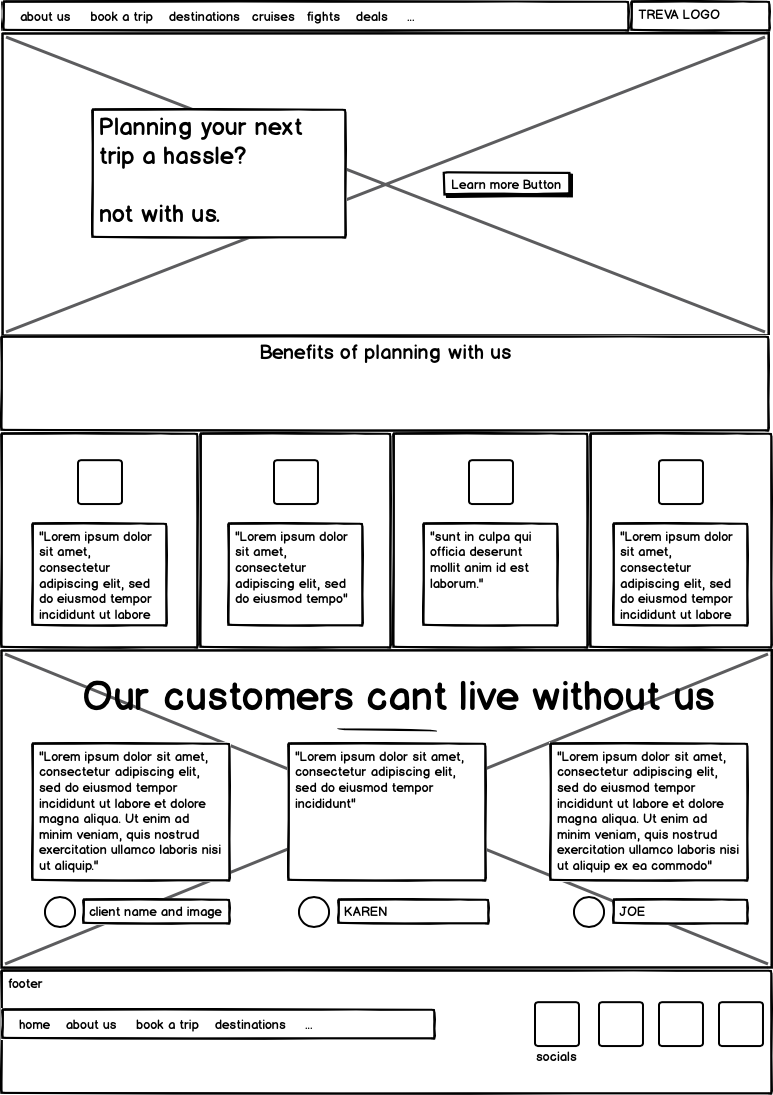 about us book a trip destinations cruises fights deals ...
TREVA LOGO
Planning your next
trip a hassle?
not with us.
Learn more Button
Benefits of planning with us
"Lorem ipsum dolor
sit amet,
consectetur
adipiscing elit, sed
do eiusmod tempor
incididunt ut labore
"Lorem ipsum dolor
sit amet,
consectetur
adipiscing elit, sed
do eiusmod tempo"
"sunt in culpa qui
officia deserunt
mollit anim id est
laborum."
"Lorem ipsum dolor
sit amet,
consectetur
adipiscing elit, sed
do eiusmod tempor
incididunt ut labore
Our customers cant live without us
"Lorem ipsum dolor sit amet,
consectetur adipiscing elit,
sed do eiusmod tempor
incididunt ut labore et dolore
magna aliqua. Ut enim ad
minim veniam, quis nostrud
exercitation ullamco laboris nisi
ut aliquip."
"Lorem ipsum dolor sit amet,
consectetur adipiscing elit,
sed do eiusmod tempor
incididunt"
"Lorem ipsum dolor sit amet,
consectetur adipiscing elit,
sed do eiusmod tempor
incididunt ut labore et dolore
magna aliqua. Ut enim ad
minim veniam, quis nostrud
exercitation ullamco laboris nisi
ut aliquip ex ea commodo"
client name and image
KAREN
JOE
footer
home about us book a trip destinations ...
socials